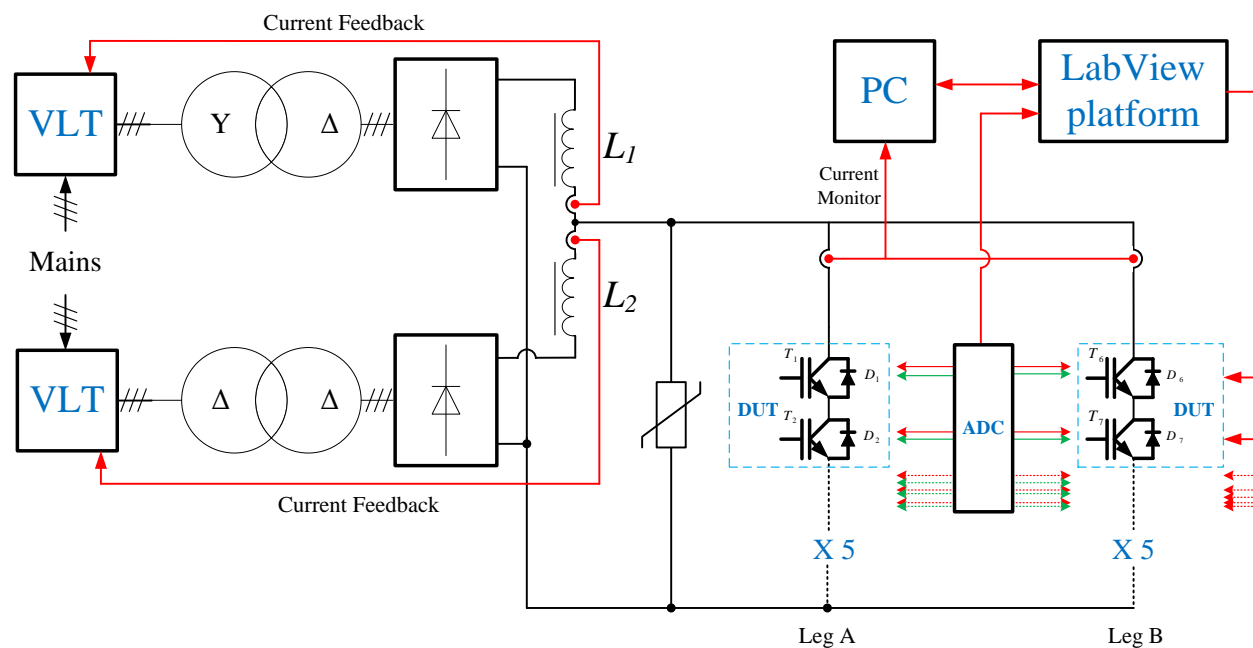 Current Feedback
VLT
Y
Δ
L1
PC
LabView
platform
Current
Monitor
Mains
L2
VLT
Δ
Δ
Current Feedback
T1
D1
DUT
T2
D2
ADC
T6
D6
DUT
T7
D7
X 5
X 5
Leg A
Leg B